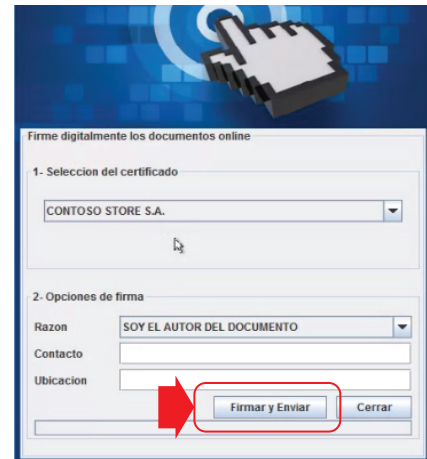 Firme digitalmente los documentos online
1- Seleccion del certificado
CONTOSO STORE S.A.
2- Opciones de firma
Razon SOY EL AUTOR DEL DOCUMENTO
Contacto
Ubicacion
Firmar y Enviar Cerrar